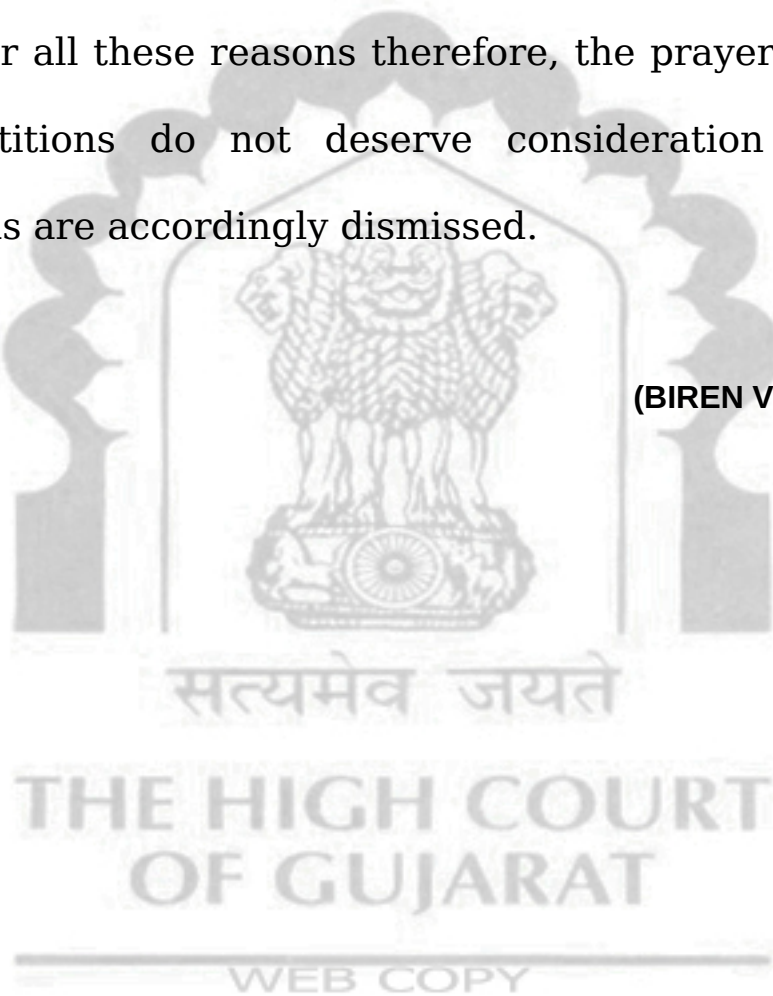 r all these reasons therefore, the prayer
titions do not deserve consideration
s are accordingly dismissed.
(BIREN V
सत्यमेव जयते
THE HIGH COURT
OF GUJARAT
WEB COPY